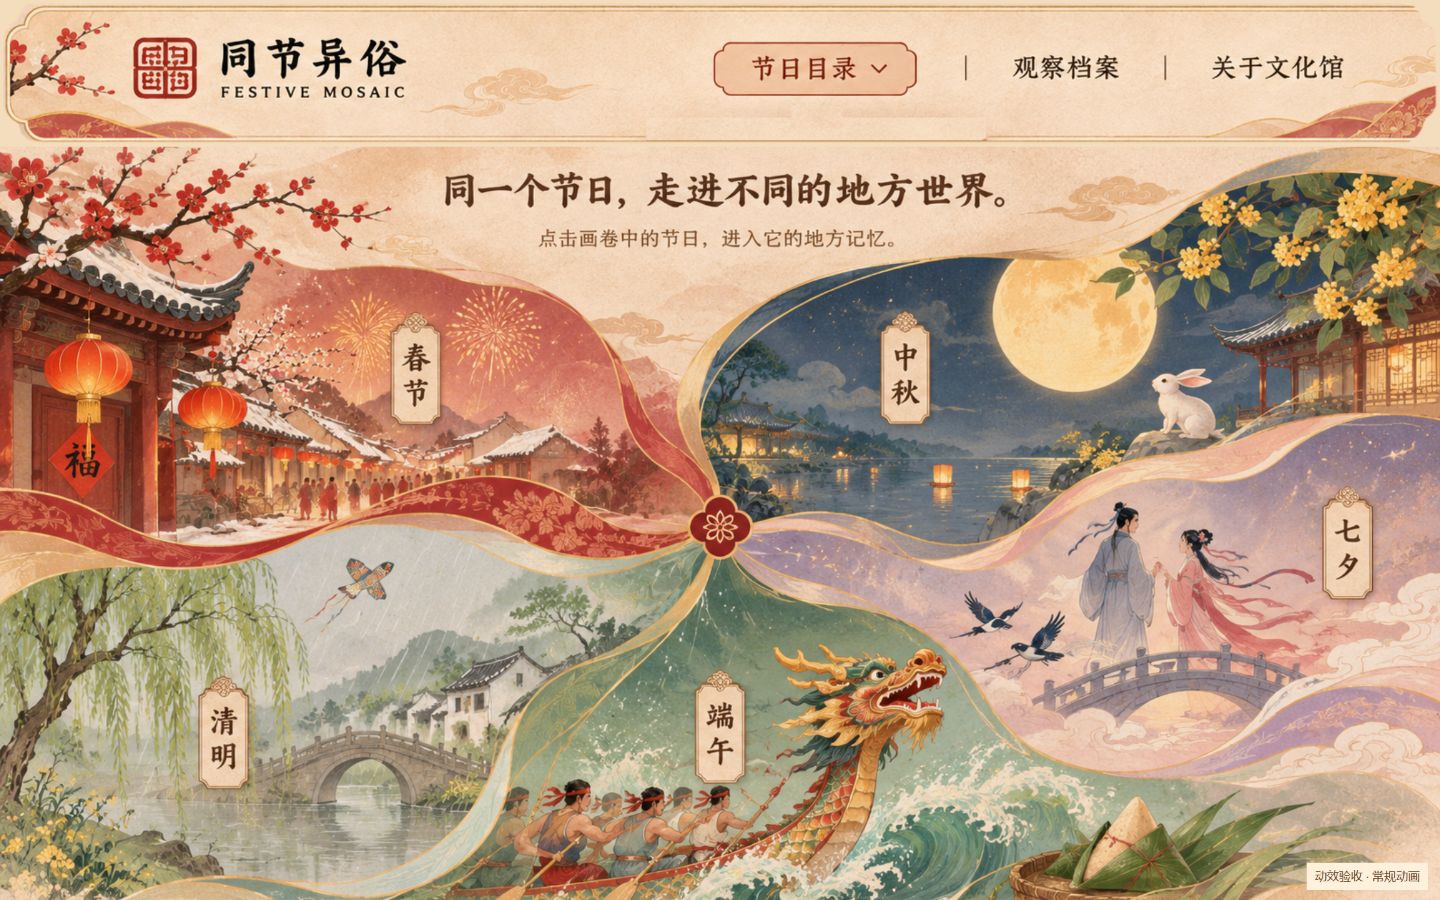 同节异俗
FESTIVE MOSAIC
节日目录
观察档案
关于文化馆
同一个节日，走进不同的地方世界。
点击画卷中的节日，进入它的地方记忆。
春节
中秋
福
七夕
清明
端午
动效验收 · 常规动画